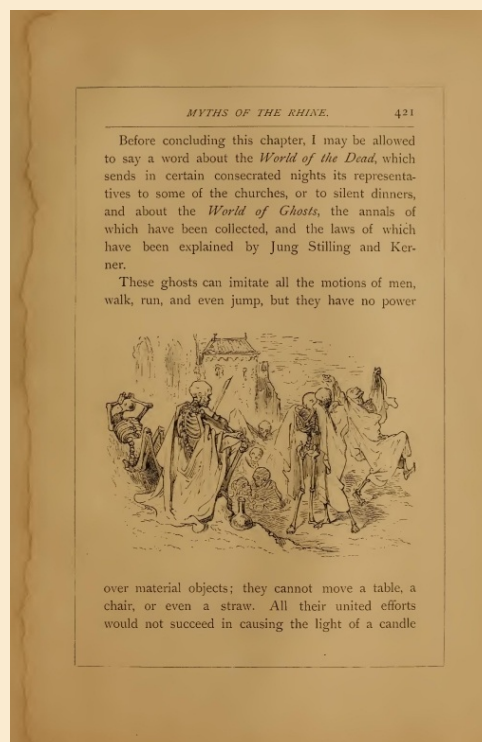 MYTHS OF THE RHINE. 421
Before concluding this chapter, I may be allowed
to say a word about the World of the Dead, which
sends in certain consecrated nights its representa-
tives to some of the churches, or to silent dinners,
and about the World of Ghosts, the annals of
which have been collected, and the laws of which
have been explained by Jung Stilling and Ker-
ner.
These ghosts can imitate all the motions of men,
walk, run, and even jump, but they have no power
over material objects; they cannot move a table, a
chair, or even a straw. All their united efforts
would not succeed in causing the light of a candle